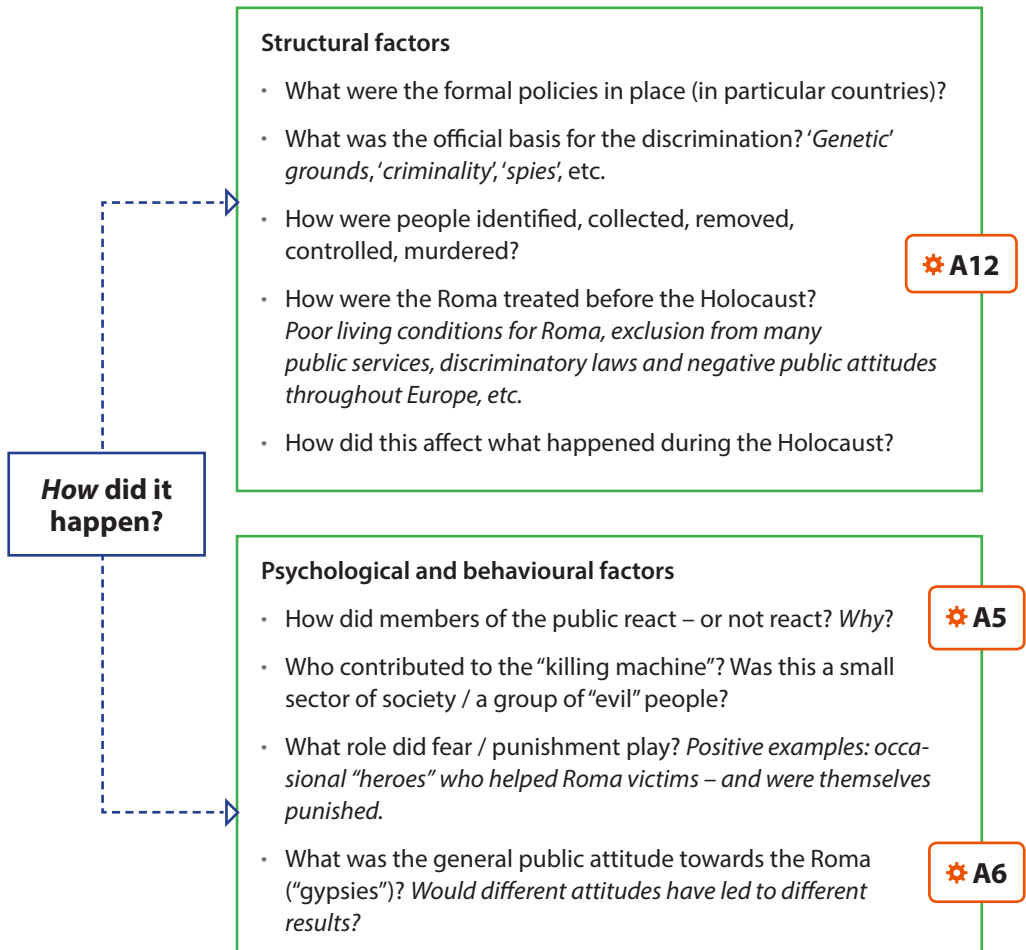 Structural factors
• What were the formal policies in place (in particular countries)?
• What was the official basis for the discrimination? ‘Genetic’
grounds, ‘criminality’, ‘spies’, etc.
• How were people identified, collected, removed,
controlled, murdered?
A12
• How were the Roma treated before the Holocaust?
Poor living conditions for Roma, exclusion from many
public services, discriminatory laws and negative public attitudes
throughout Europe, etc.
• How did this affect what happened during the Holocaust?
How did it
happen?
Psychological and behavioural factors
• How did members of the public react – or not react? Why?
A5
• Who contributed to the “killing machine”? Was this a small
sector of society / a group of “evil” people?
• What role did fear / punishment play? Positive examples: occa-
sional “heroes” who helped Roma victims – and were themselves
punished.
• What was the general public attitude towards the Roma
(“gypsies”)? Would different attitudes have led to different
results?
A6